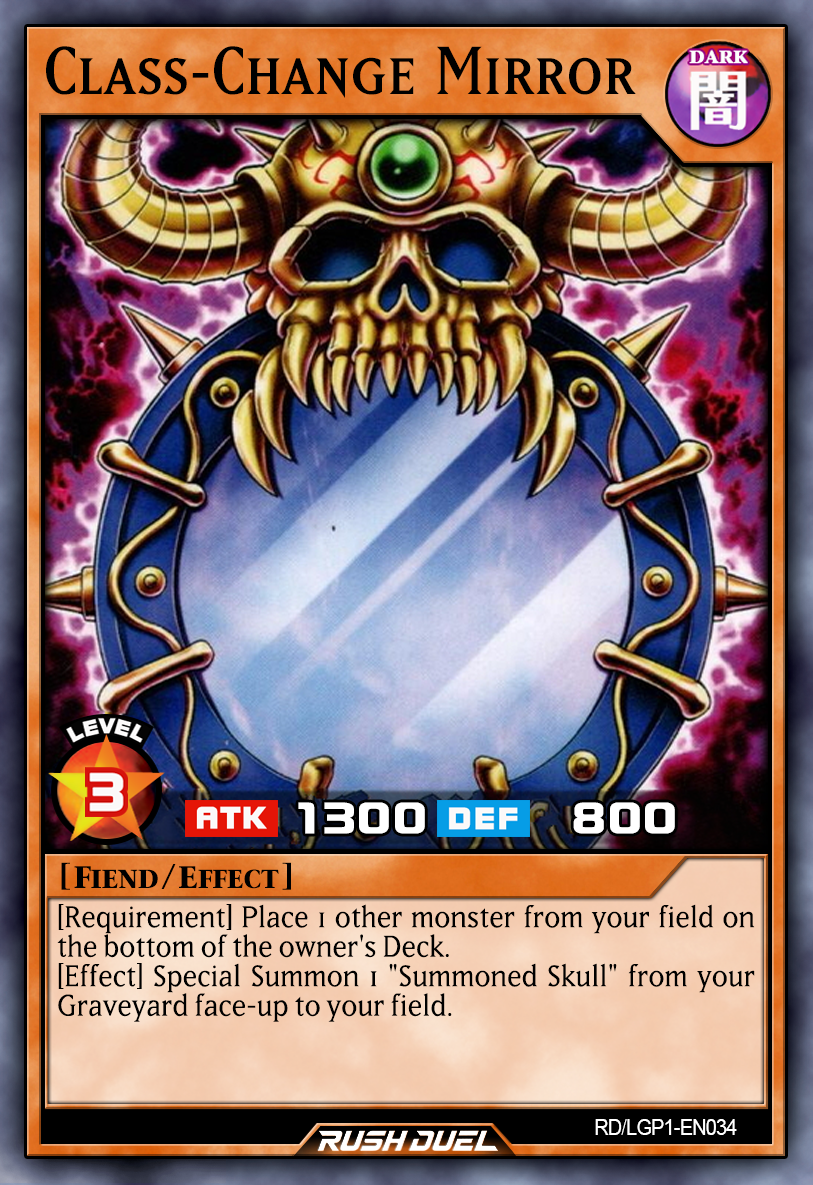 Class-Change Mirror
DARK
闇
LEVEL
3
ATK 1300 DEF 800
[Fiend/Effect]
[Requirement] Place 1 other monster from your field on
the bottom of the owner's Deck.
[Effect] Special Summon 1 "Summoned Skull" from your
Graveyard face-up to your field.
RUSH DUEL
RD/LGP1-EN034